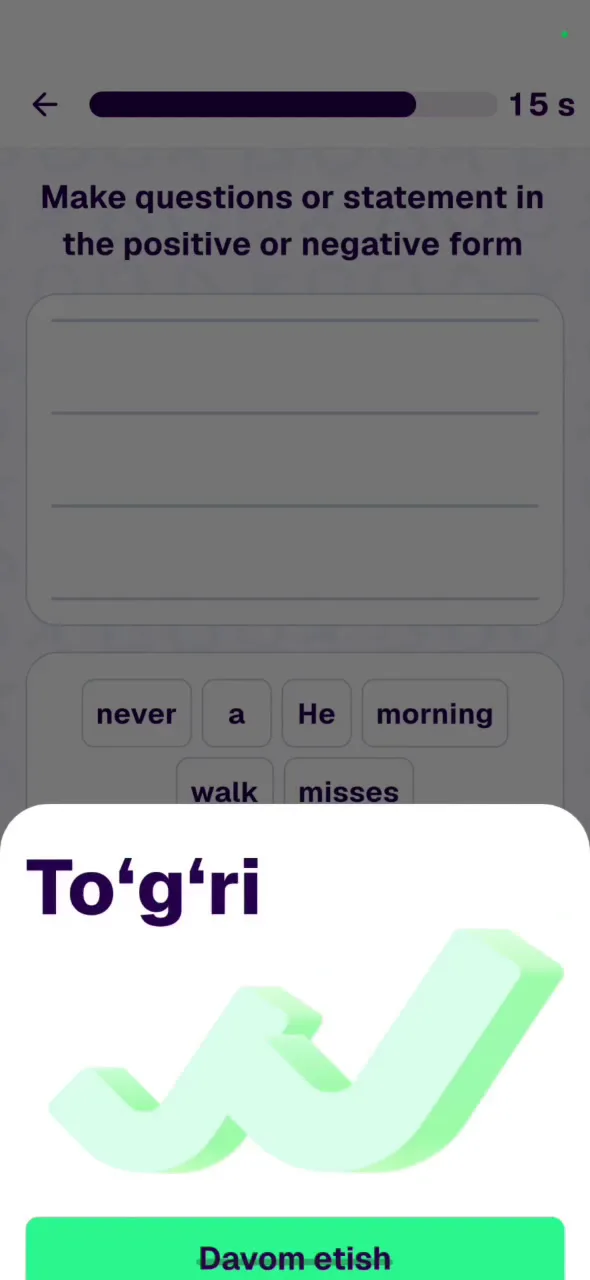 15 s
Make questions or statement in
the positive or negative form
never a He morning
walk misses
To‘g‘ri
Davom etish